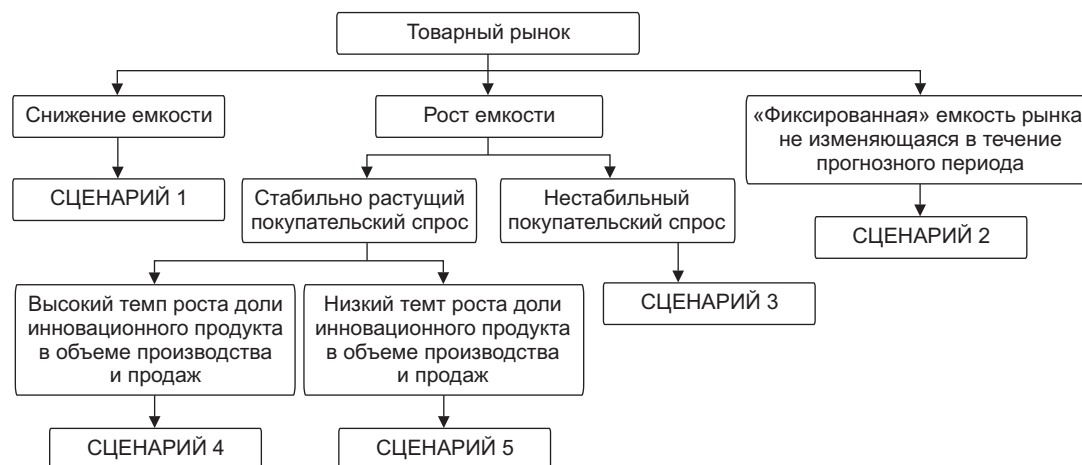 Товарный рынок
Снижение емкости
Рост емкости
«Фиксированная» емкость рынка
не изменяющаяся в течение
прогнозного периода
СЦЕНАРИЙ 1
Стабильно растущий
покупательский спрос
Нестабильный
покупательский спрос
СЦЕНАРИЙ 2
Высокий темп роста доли
инновационного продукта
в объеме производства
и продаж
Низкий темт роста доли
инновационного продукта
в объеме производства
и продаж
СЦЕНАРИЙ 3
СЦЕНАРИЙ 4
СЦЕНАРИЙ 5